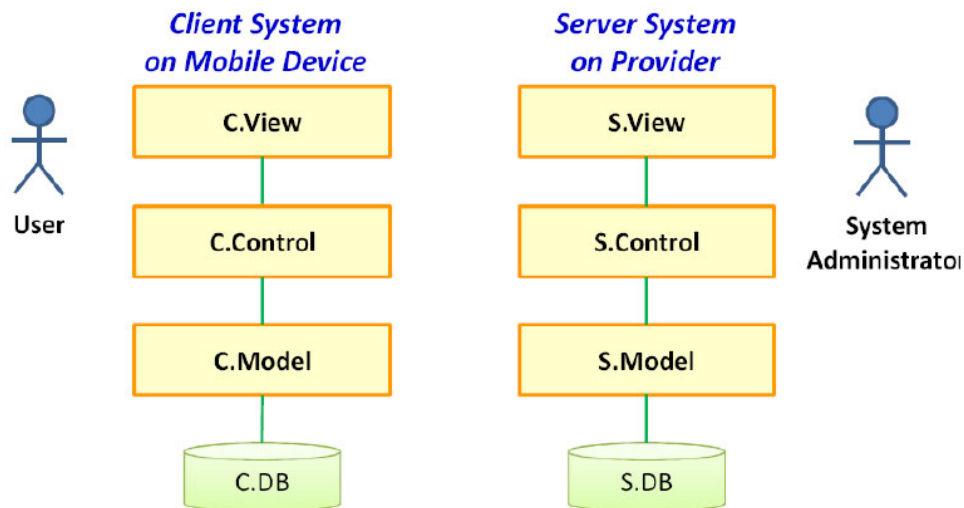 Client System
on Mobile Device
Server System
on Provider
C.View
S.View
User
C.Control
S.Control
System
Administrator
C.Model
S.Model
C.DB
S.DB